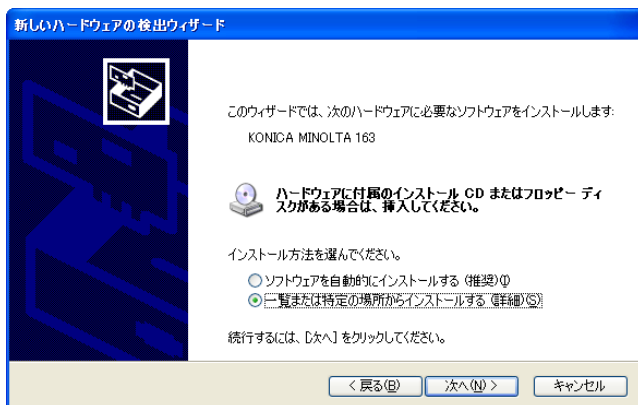 新しいハードウェアの検出ウィザード
このウィザードでは、次のハードウェアに必要なソフトウェアをインストールします:
KONICA MINOLTA 163
ハードウェアに付属のインストール CD またはフロッピー ディ
スクがある場合は、挿入してください。
インストール方法を選んでください。
ソフトウェアを自動的にインストールする (推奨)(I)
一覧または特定の場所からインストールする (詳細)(S)
続行するには、[次へ] をクリックしてください。
< 戻る(B) 次へ(N) > キャンセル